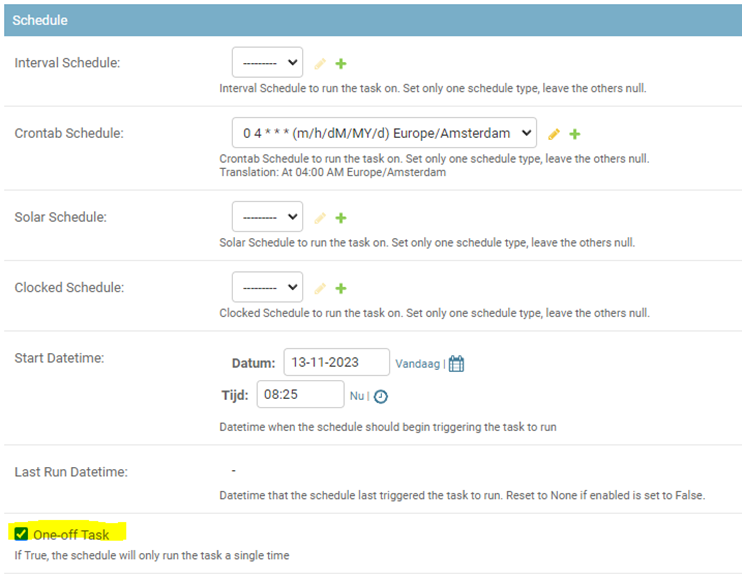 Schedule
Interval Schedule:
---------
Interval Schedule to run the task on. Set only one schedule type, leave the others null.
Crontab Schedule:
0 4 * * * (m/h/dM/MY/d) Europe/Amsterdam
Crontab Schedule to run the task on. Set only one schedule type, leave the others null.
Translation: At 04:00 AM Europe/Amsterdam
Solar Schedule:
---------
Solar Schedule to run the task on. Set only one schedule type, leave the others null.
Clocked Schedule:
---------
Clocked Schedule to run the task on. Set only one schedule type, leave the others null.
Start Datetime:
Datum: 13-11-2023 Vandaag |
Tijd: 08:25 Nu |
Datetime when the schedule should begin triggering the task to run
Last Run Datetime:
-
Datetime that the schedule last triggered the task to run. Reset to None if enabled is set to False.
One-off Task
If True, the schedule will only run the task a single time